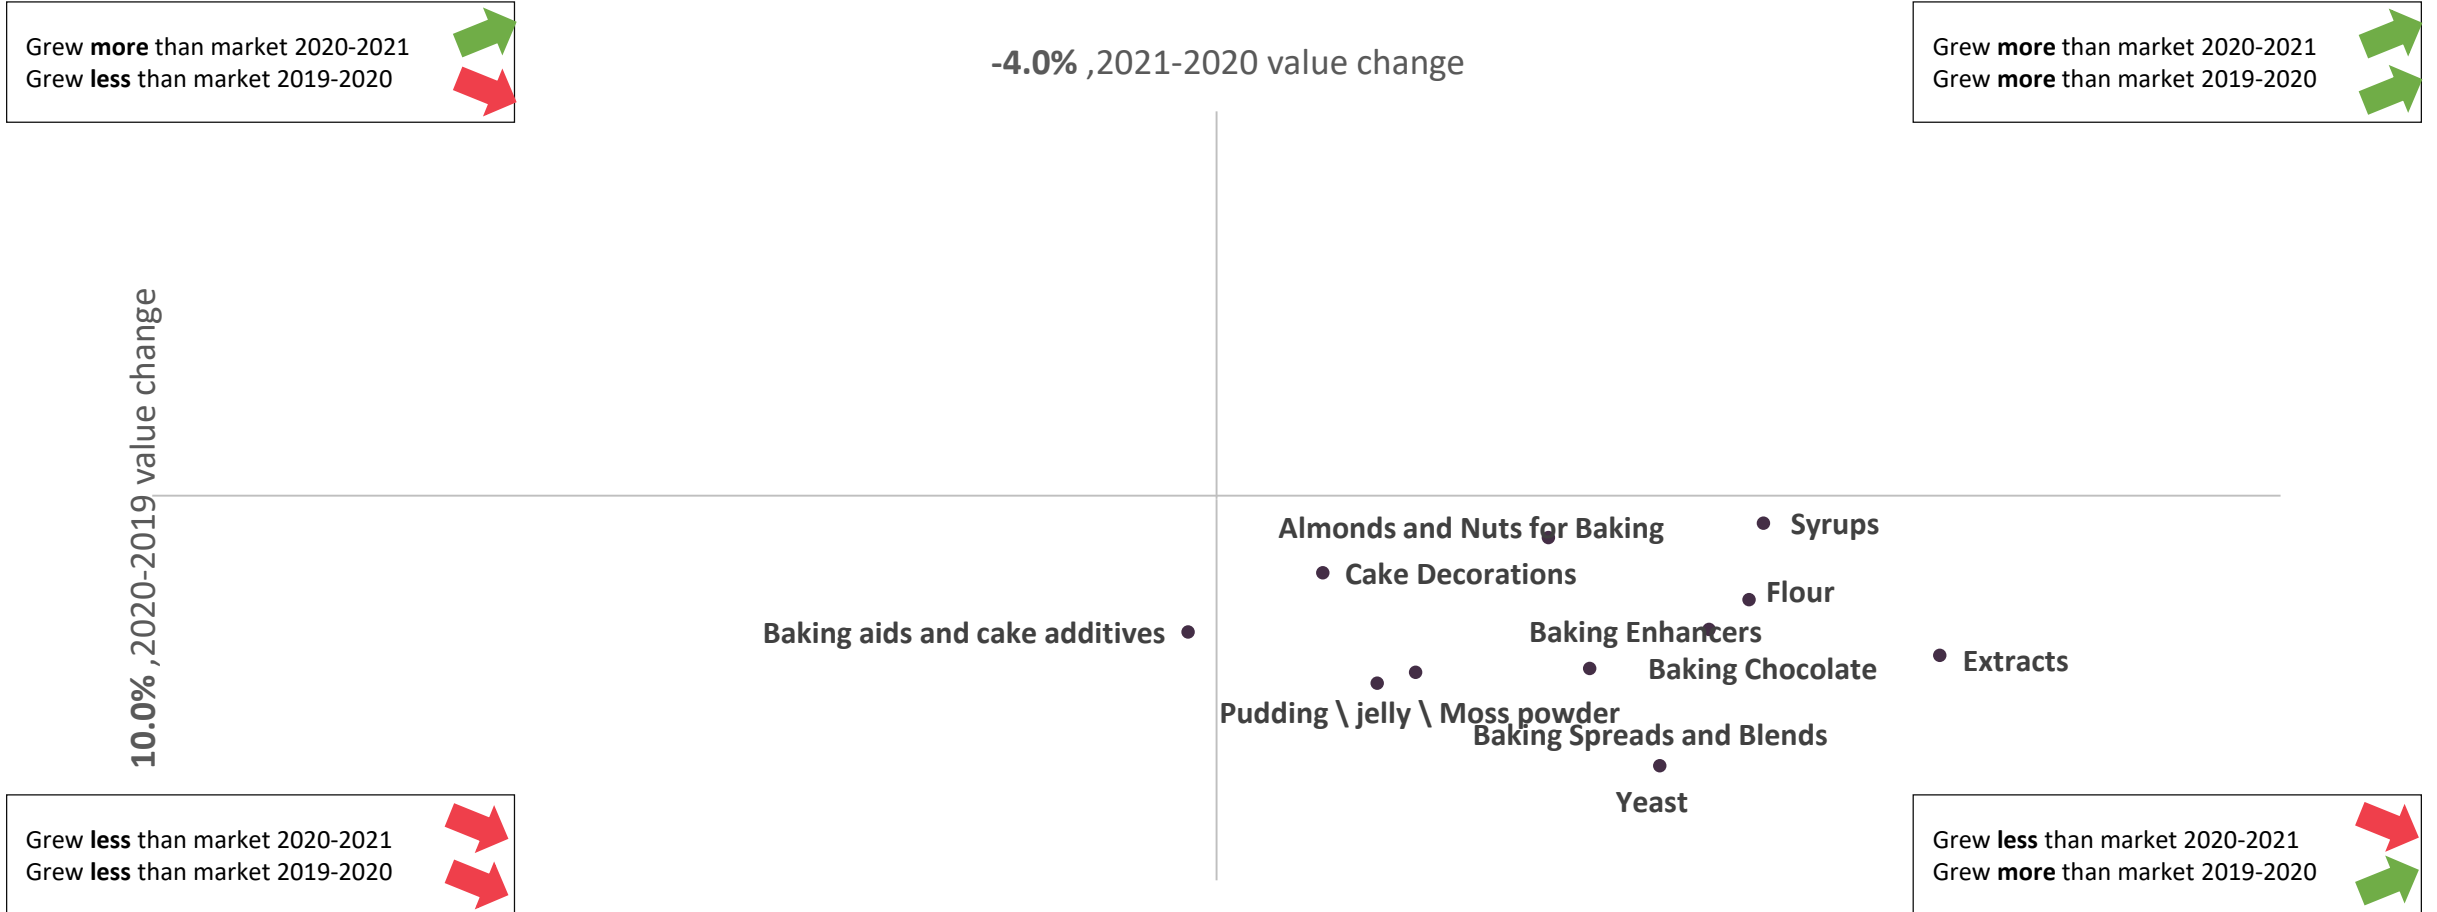 Grew more than market 2020-2021
Grew less than market 2019-2020
-4.0% ,2021-2020 value change
Grew more than market 2020-2021
Grew more than market 2019-2020
10.0% ,2020-2019 value change
Almonds and Nuts for Baking
Syrups
Cake Decorations
Flour
Baking aids and cake additives
Baking Enhancers
Extracts
Baking Chocolate
Pudding \ jelly \ Moss powder
Baking Spreads and Blends
Yeast
Grew less than market 2020-2021
Grew less than market 2019-2020
Grew less than market 2020-2021
Grew more than market 2019-2020